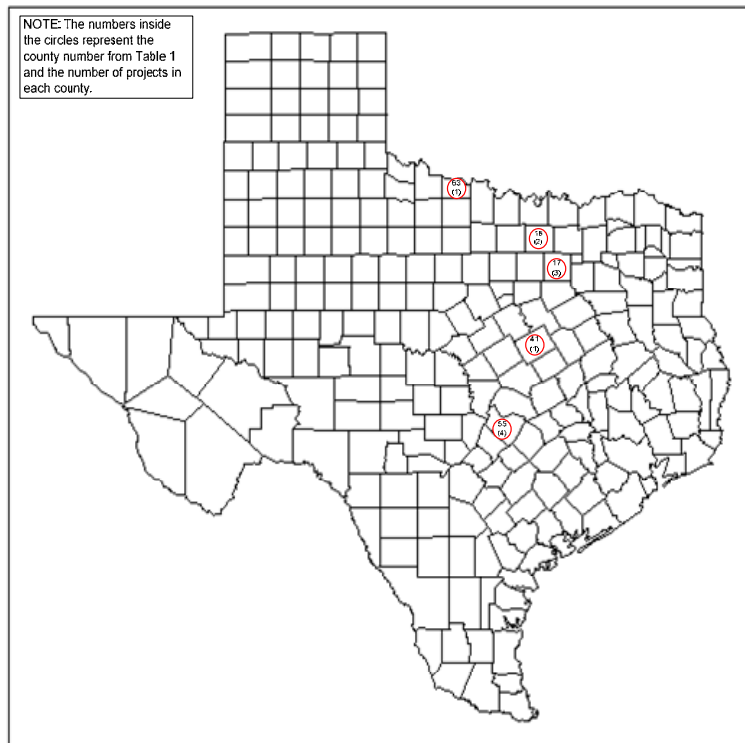 NOTE: The numbers inside
the circles represent the
county number from Table 1
and the number of projects in
each county.
63
(1)
18
(2)
17
(3)
41
(1)
55
(4)